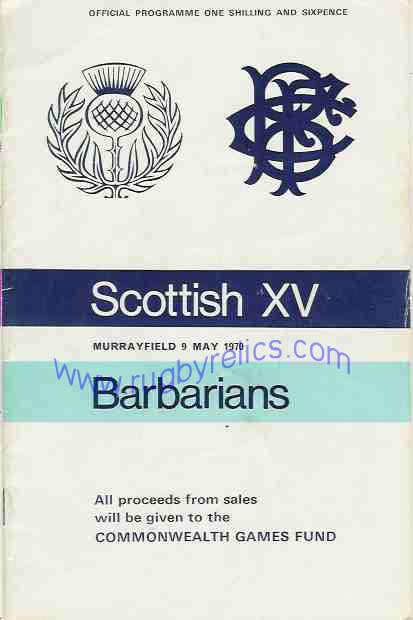 OFFICIAL PROGRAMME ONE SHILLING AND SIXPENCE
BFC
Scottish XV
MURRAYFIELD 9 MAY 1970
www.rugbyrelics.com
Barbarians
All proceeds from sales
will be given to the
COMMONWEALTH GAMES FUND